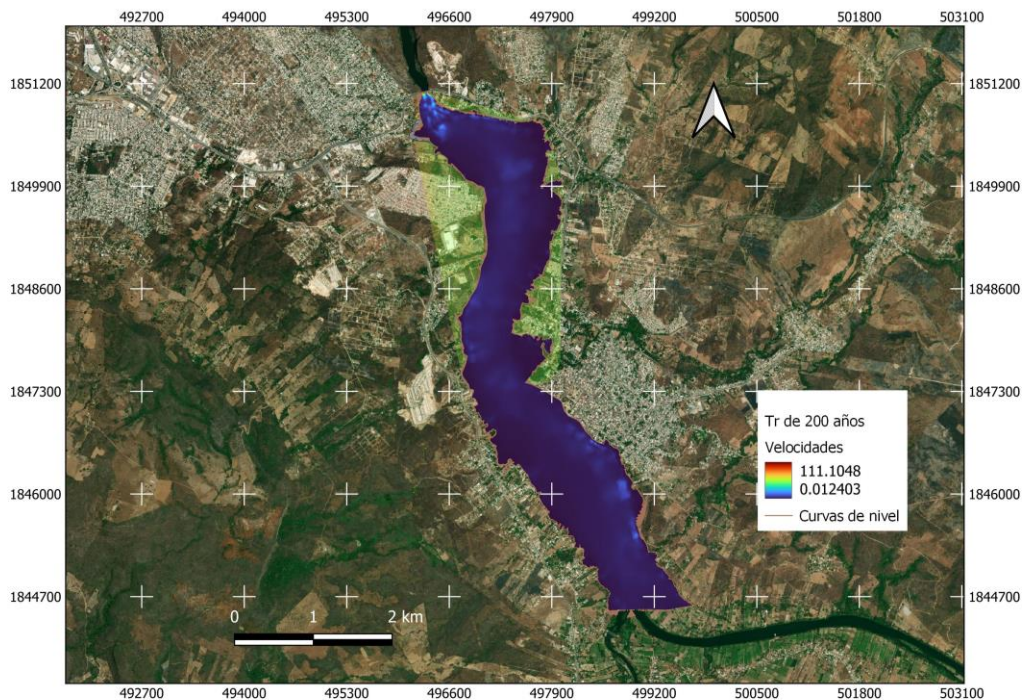 492700 494000 495300 496600 497900 499200 500500 501800 503100
1851200 1851200
1849900 1849900
1848600 1848600
1847300 1847300
Tr de 200 años
Velocidades
111.1048
0.012403
Curvas de nivel
1846000 1846000
1844700 1844700
0 1 2 km
492700 494000 495300 496600 497900 499200 500500 501800 503100